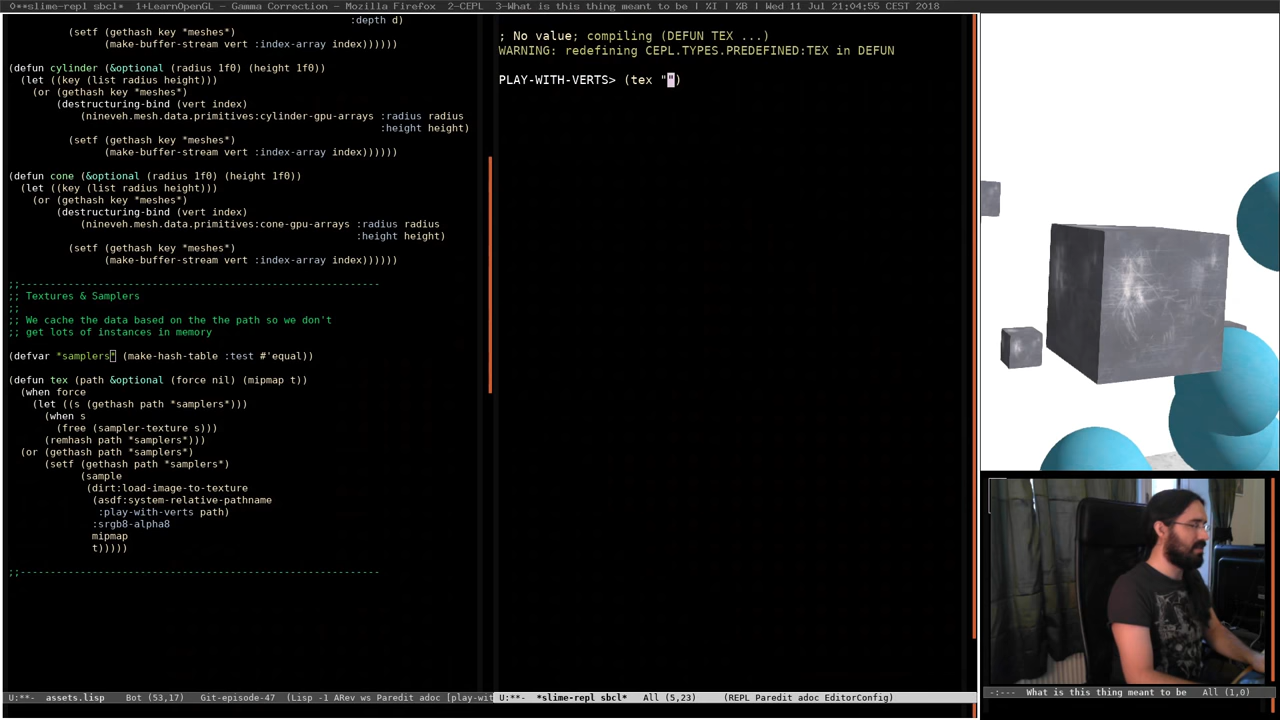 0**slime-repl sbcl* 1+LearnOpenGL - Gamma Correction - Mozilla Firefox 2-CEPL 3-What is this thing meant to be | %I | %B | Wed 11 Jul 21:04:55 CEST 2018
:depth d)
(setf (gethash key *meshes*)
(make-buffer-stream vert :index-array index))))))
(defun cylinder (&optional (radius 1f0) (height 1f0))
(let ((key (list radius height)))
(or (gethash key *meshes*)
(destructuring-bind (vert index)
(nineveh.mesh.data.primitives:cylinder-gpu-arrays :radius radius
:height height)
(setf (gethash key *meshes*)
(make-buffer-stream vert :index-array index))))))
(defun cone (&optional (radius 1f0) (height 1f0))
(let ((key (list radius height)))
(or (gethash key *meshes*)
(destructuring-bind (vert index)
(nineveh.mesh.data.primitives:cone-gpu-arrays :radius radius
:height height)
(setf (gethash key *meshes*)
(make-buffer-stream vert :index-array index))))))
;;--------------------------------------------------------------
;; Textures & Samplers
;;
;; We cache the data based on the the path so we don't
;; get lots of instances in memory
(defvar *samplers* (make-hash-table :test #'equal))
(defun tex (path &optional (force nil) (mipmap t))
(when force
(let ((s (gethash path *samplers*)))
(when s
(free (sampler-texture s)))
(remhash path *samplers*)))
(or (gethash path *samplers*)
(setf (gethash path *samplers*)
(sample
(dirt:load-image-to-texture
(asdf:system-relative-pathname
:play-with-verts path)
:srgb8-alpha8
mipmap
t)))))
;;--------------------------------------------------------------
U:**- assets.lisp Bot (53,17) Git-episode-47 (Lisp -1 ARev ws Paredit adoc [play-wit
; No value; compiling (DEFUN TEX ...)
WARNING: redefining CEPL.TYPES.PREDEFINED:TEX in DEFUN
PLAY-WITH-VERTS> (tex "")
U:**- *slime-repl sbcl* All (5,23) (REPL Paredit adoc EditorConfig)
-:--- What is this thing meant to be All (1,0)